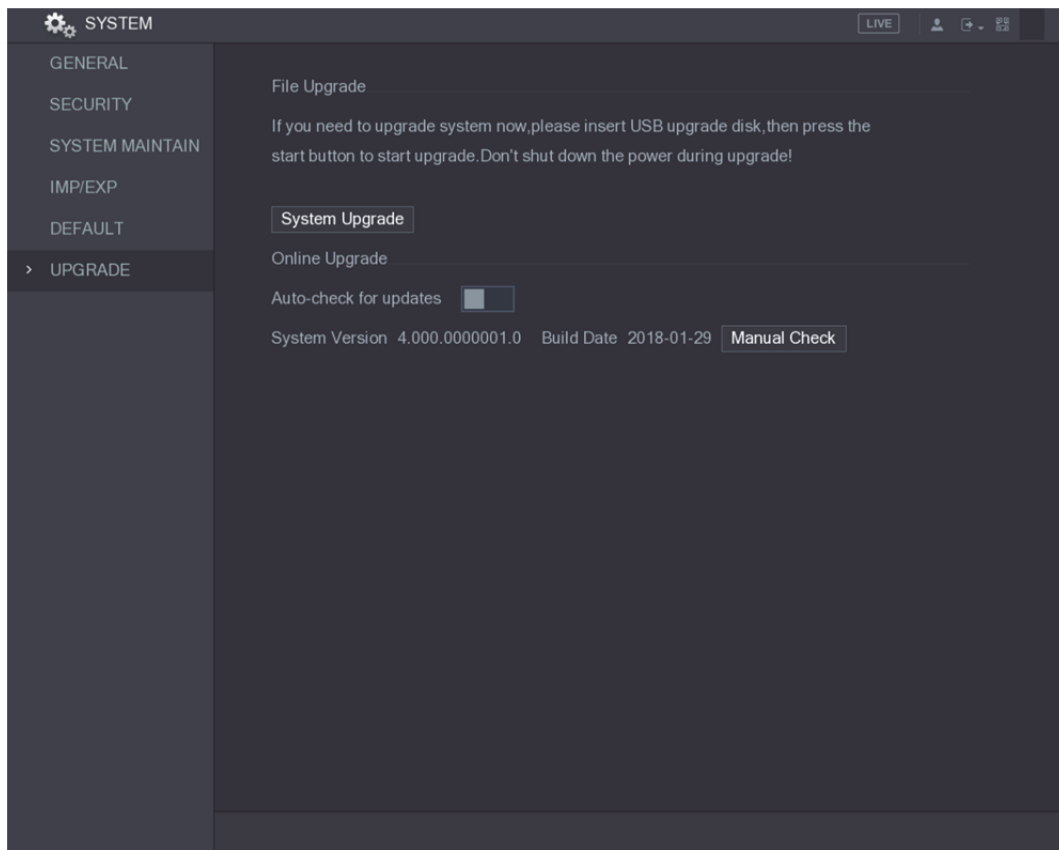 SYSTEM
LIVE
GENERAL
SECURITY
SYSTEM MAINTAIN
IMP/EXP
DEFAULT
UPGRADE
File Upgrade
If you need to upgrade system now,please insert USB upgrade disk,then press the
start button to start upgrade.Don't shut down the power during upgrade!
System Upgrade
Online Upgrade
Auto-check for updates
System Version 4.000.0000001.0 Build Date 2018-01-29 Manual Check